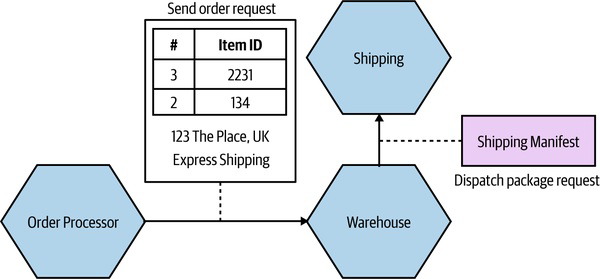 Send order request
# Item ID
3 2231
2 134
123 The Place, UK
Express Shipping
Shipping
Shipping Manifest
Dispatch package request
Order Processor
Warehouse